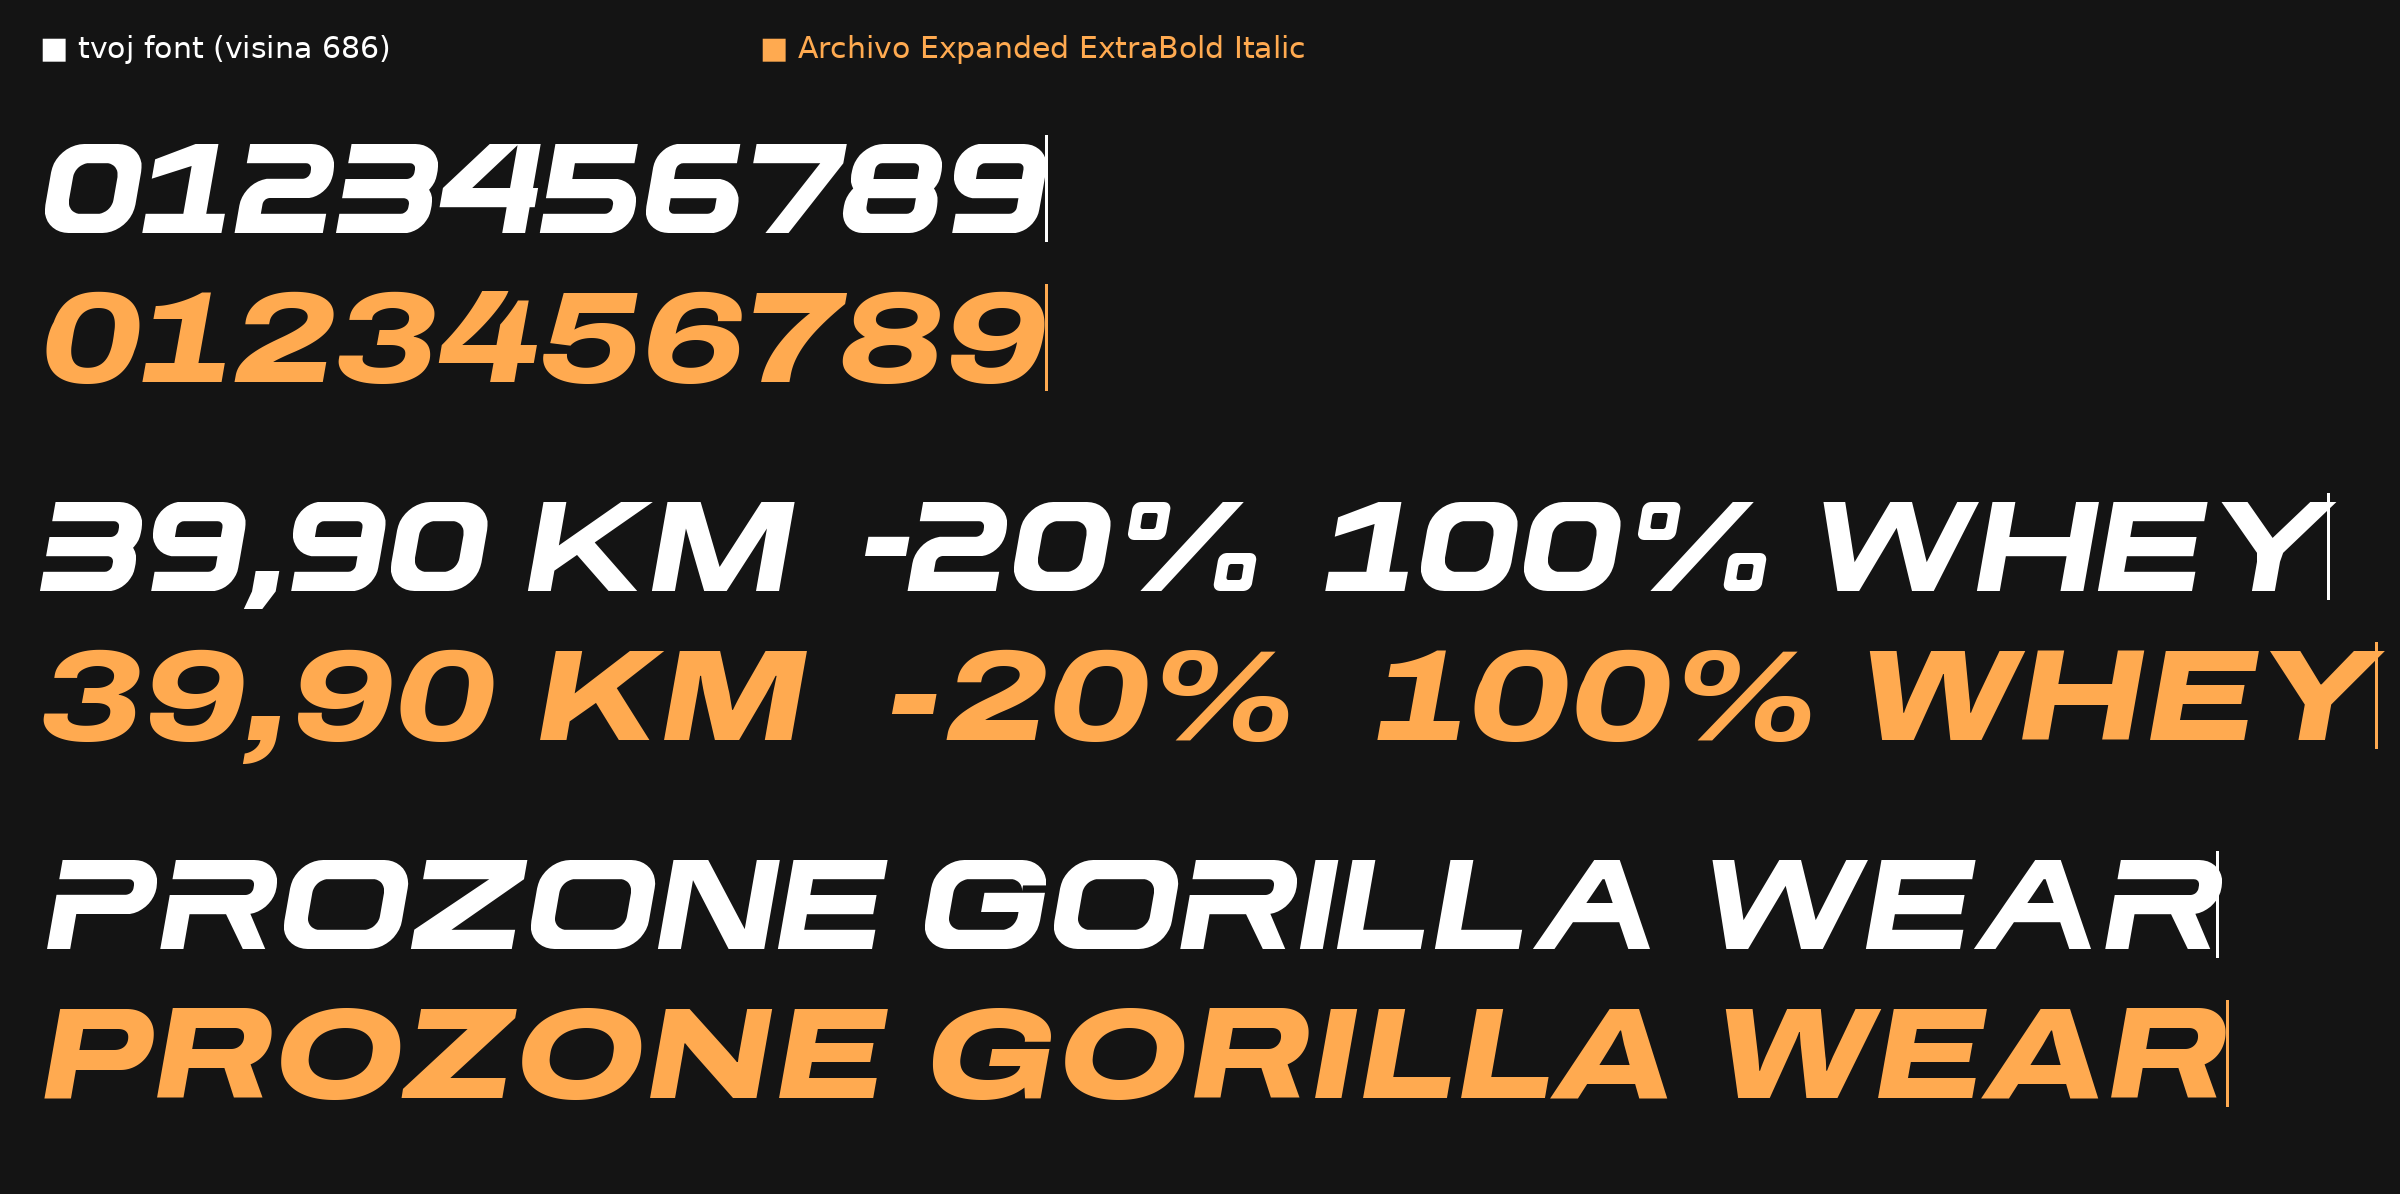 tvoj font (visina 686) Archivo Expanded ExtraBold Italic
0123456789
0123456789
39,90 KM -20% 100% WHEY
39,90 KM -20% 100% WHEY
PROZONE GORILLA WEAR
PROZONE GORILLA WEAR